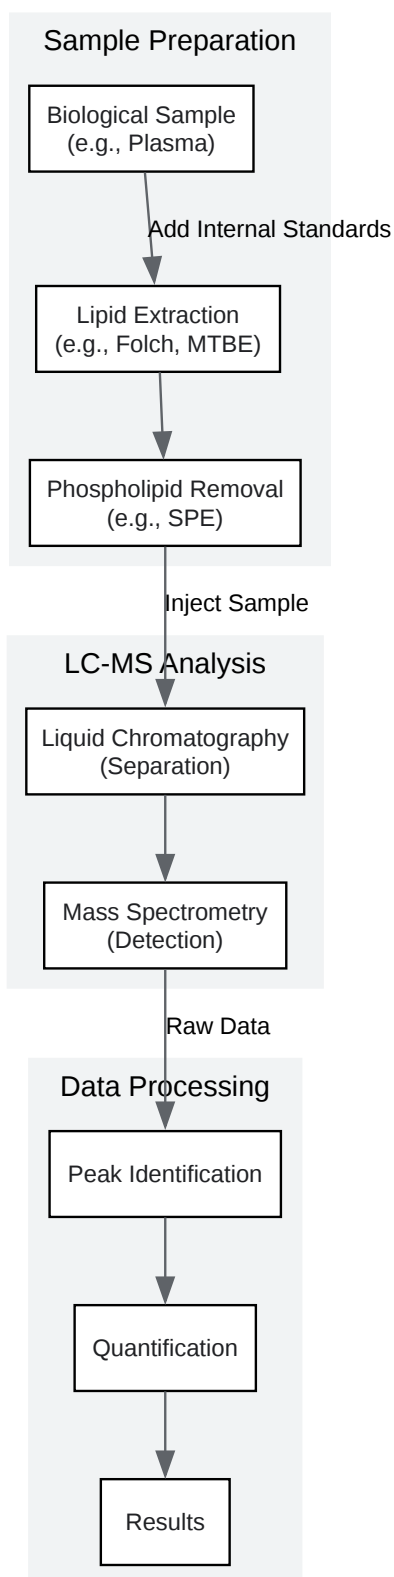 Sample Preparation
Biological Sample
(e.g., Plasma)
Add Internal Standards
Lipid Extraction
(e.g., Folch, MTBE)
Phospholipid Removal
(e.g., SPE)
Inject Sample
LC-MS Analysis
Liquid Chromatography
(Separation)
Mass Spectrometry
(Detection)
Raw Data
Data Processing
Peak Identification
Quantification
Results